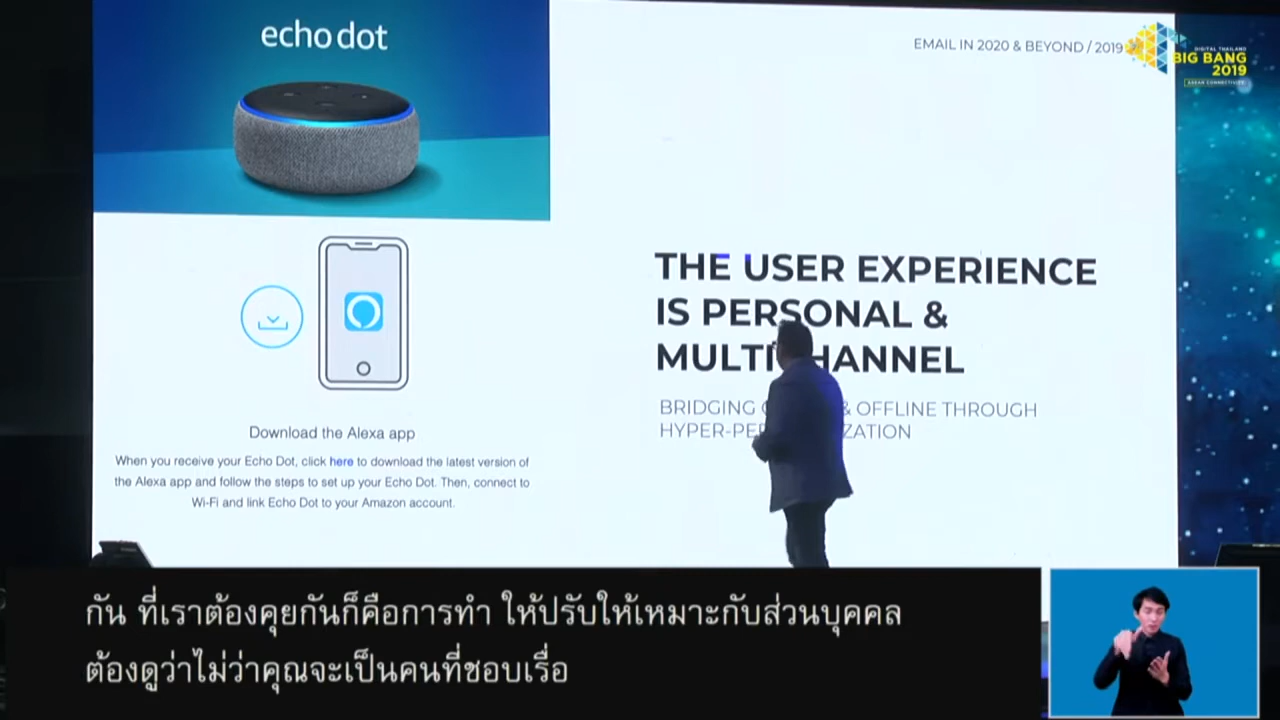 echo dot
EMAIL IN 2020 & BEYOND / 2019
DIGITAL THAILAND
BIG BANG
2019
ASEAN CONNECTIVITY
THE USER EXPERIENCE
IS PERSONAL &
MULTI HANNEL
BRIDGING & OFFLINE THROUGH
HYPER-PE ZATION
Download the Alexa app
When you receive your Echo Dot, click here to download the latest version of
the Alexa app and follow the steps to set up your Echo Dot. Then, connect to
Wi-Fi and link Echo Dot to your Amazon account.
กัน ที่เราต้องคุยกันก็คือการทำ ให้ปรับให้เหมาะกับส่วนบุคคล
ต้องดูว่าไม่ว่าคุณจะเป็นคนที่ชอบเรื่อ